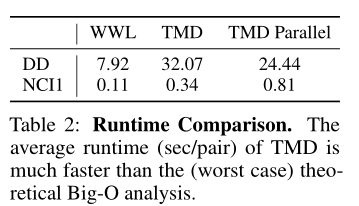 WWL TMD TMD Parallel
DD 7.92 32.07 24.44
NCI1 0.11 0.34 0.81
Table 2: Runtime Comparison. The
average runtime (sec/pair) of TMD is
much faster than the (worst case) theo-
retical Big-O analysis.